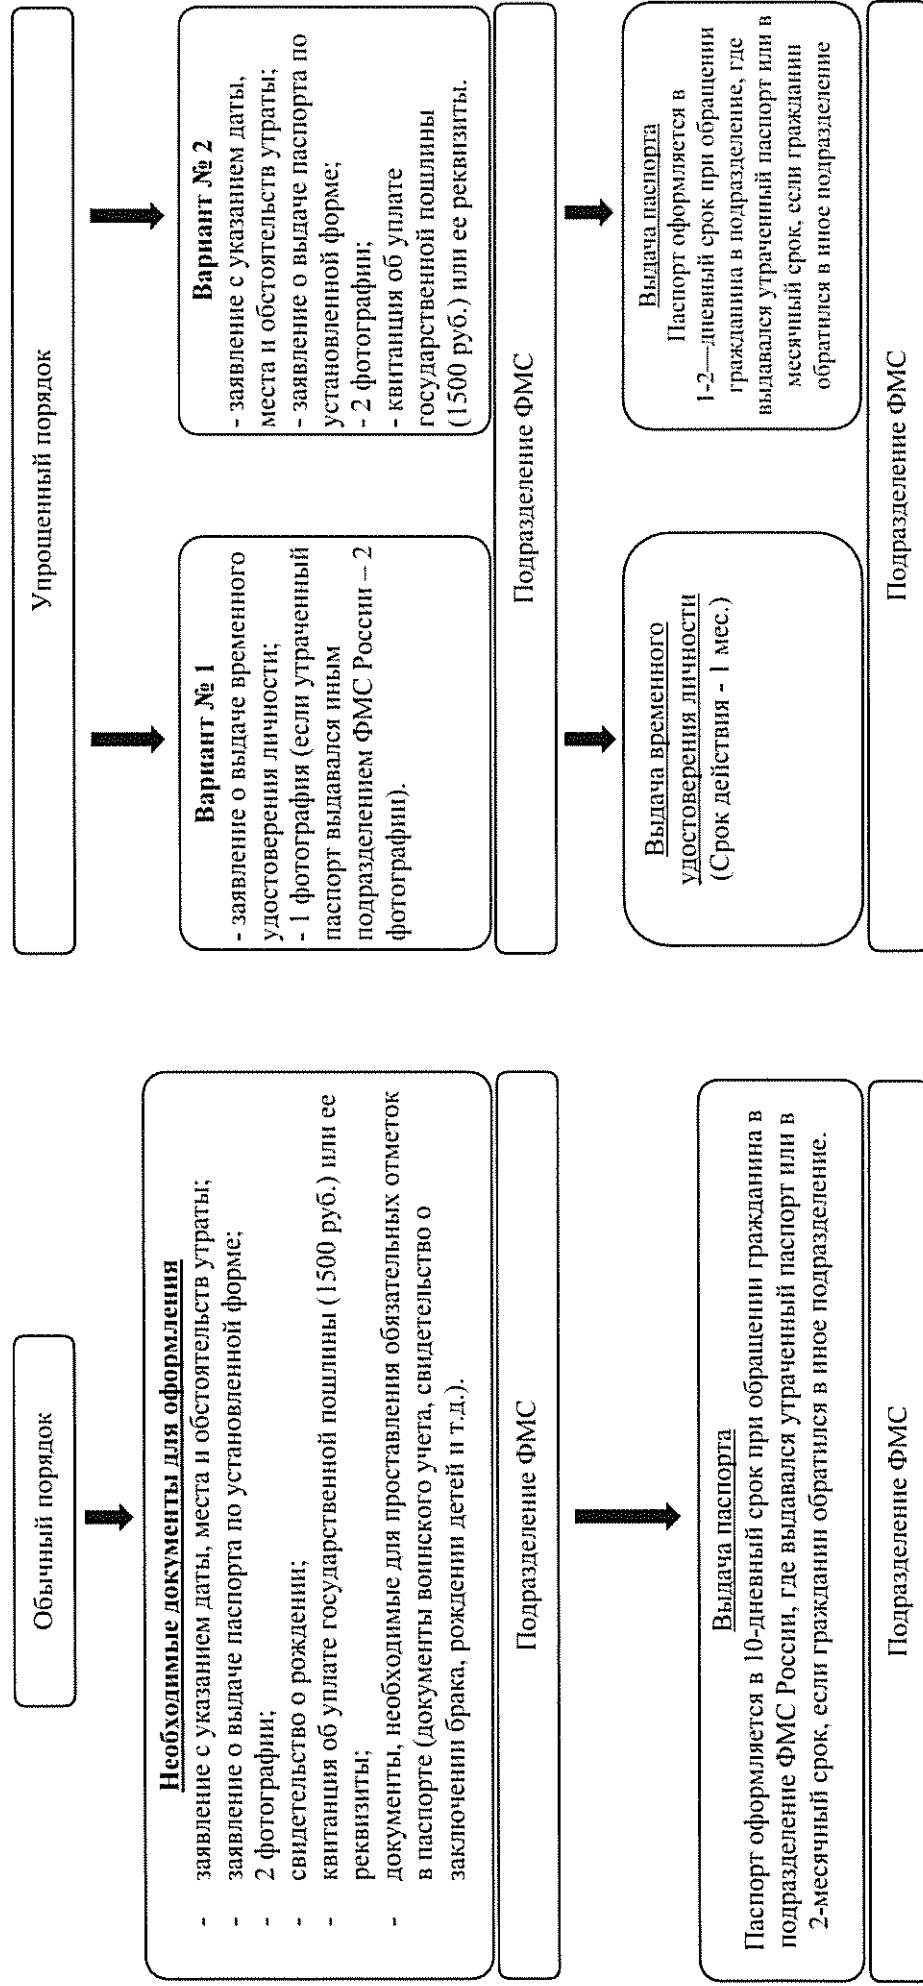 Обычный порядок
Необходимые документы для оформления
- заявление с указанием даты, места и обстоятельств утраты;
- заявление о выдаче паспорта по установленной форме;
- 2 фотографии;
- свидетельство о рождении;
- квитанция об уплате государственной пошлины (1500 руб.) или ее
реквизиты;
- документы, необходимые для проставления обязательных отметок
в паспорте (документы воинского учета, свидетельство о
заключении брака, рождении детей и т.д.).
Подразделение ФМС
Выдача паспорта
Паспорт оформляется в 10-дневный срок при обращении гражданина в
подразделение ФМС России, где выдавался утраченный паспорт или в
2-месячный срок, если гражданин обратился в иное подразделение.
Подразделение ФМС
Упрощенный порядок
Вариант № 1
- заявление о выдаче временного
удостоверения личности;
- 1 фотография (если утраченный
паспорт выдавался иным
подразделением ФМС России – 2
фотографии).
Вариант № 2
- заявление с указанием даты,
места и обстоятельств утраты;
- заявление о выдаче паспорта по
установленной форме;
- 2 фотографии;
- квитанция об уплате
государственной пошлины
(1500 руб.) или ее реквизиты.
Подразделение ФМС
Выдача временного
удостоверения личности
(Срок действия - 1 мес.)
Выдача паспорта
Паспорт оформляется в
1-2—дневный срок при обращении
гражданина в подразделение, где
выдавался утраченный паспорт или в
месячный срок, если гражданин
обратился в иное подразделение
Подразделение ФМС